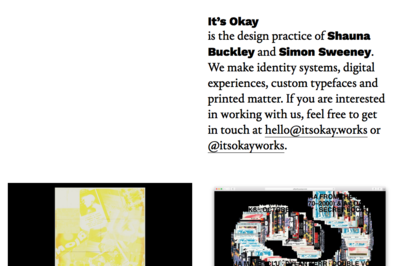 It's Okay
is the design practice of Shauna
Buckley and Simon Sweeney.
We make identity systems, digital
experiences, custom typefaces and
printed matter. If you are interested
in working with us, feel free to get
in touch at hello@itsokay.works or
@itsokayworks.